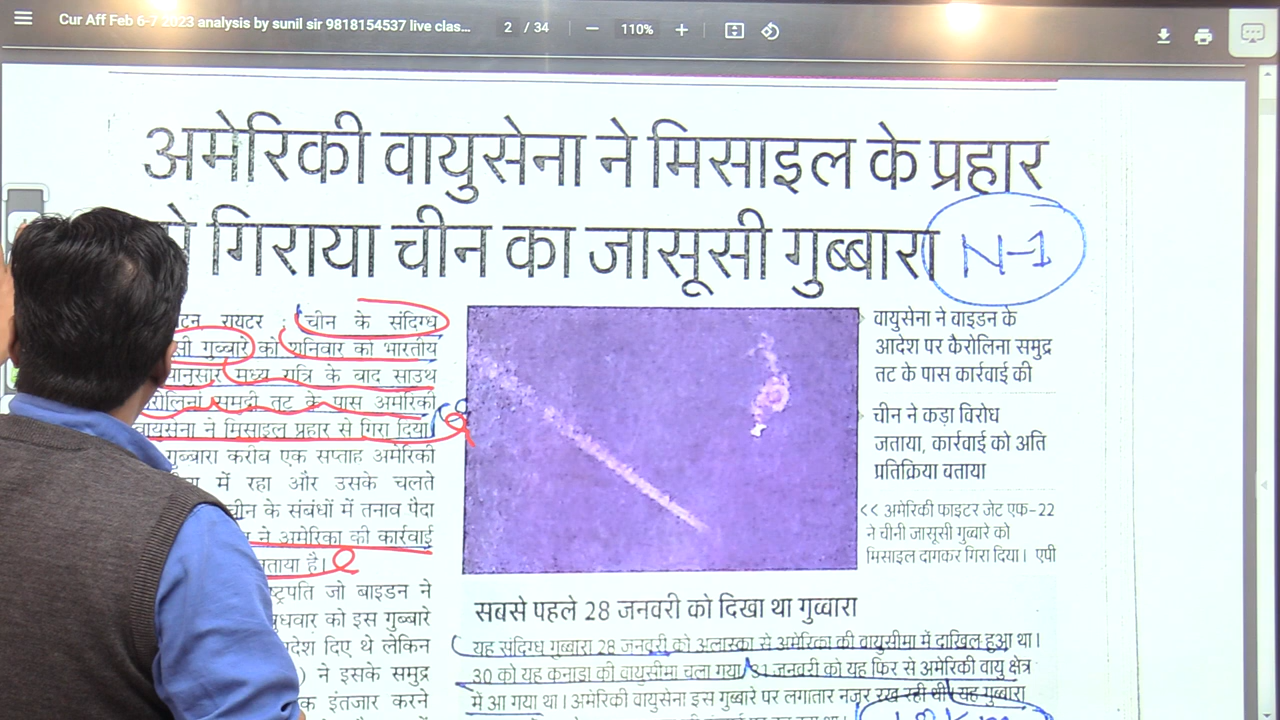 Cur Aff Feb 6-7 2023 analysis by sunil sir 9818154537 live clas...
2 / 34
110%
अमेरिकी वायुसेना ने मिसाइल के प्रहार
से गिराया चीन का जासूसी गुब्बारा
N-1
रायटर : चीन के संदिग्ध
गुब्बारे को शनिवार को भारतीय
मध्य रात्रि के बाद साउथ
समुद्री तट के पास अमेरिकी
वायुसेना ने मिसाइल प्रहार से गिरा दिया
गुब्बारा करीब एक सप्ताह अमेरिकी
में रहा और उसके चलते
चीन के संबंधों में तनाव पैदा
ने अमेरिका की कार्रवाई
बताया है।
जो बाइडन ने
बुधवार को इस गुब्बारे
दिए थे लेकिन
) ने इसके समुद्र
इंतजार करने
वायुसेना ने बाइडन के
आदेश पर कैरोलिना समुद्र
तट के पास कार्रवाई की
चीन ने कड़ा विरोध
जताया, कार्रवाई को अति
प्रतिक्रिया बताया
<< अमेरिकी फाइटर जेट एफ-22
ने चीनी जासूसी गुब्बारे को
मिसाइल दागकर गिरा दिया। एपी
सबसे पहले 28 जनवरी को दिखा था गुब्बारा
यह संदिग्ध गुब्बारा 28 जनवरी को अलास्का से अमेरिका की वायुसीमा में दाखिल हुआ था।
30 को यह कनाडा की वायुसीमा चला गया। 31 जनवरी को यह फिर से अमेरिकी वायु क्षेत्र
में आ गया था। अमेरिकी वायुसेना इस गुब्बारे पर लगातार नजर रख रही थी। यह गुब्बारा